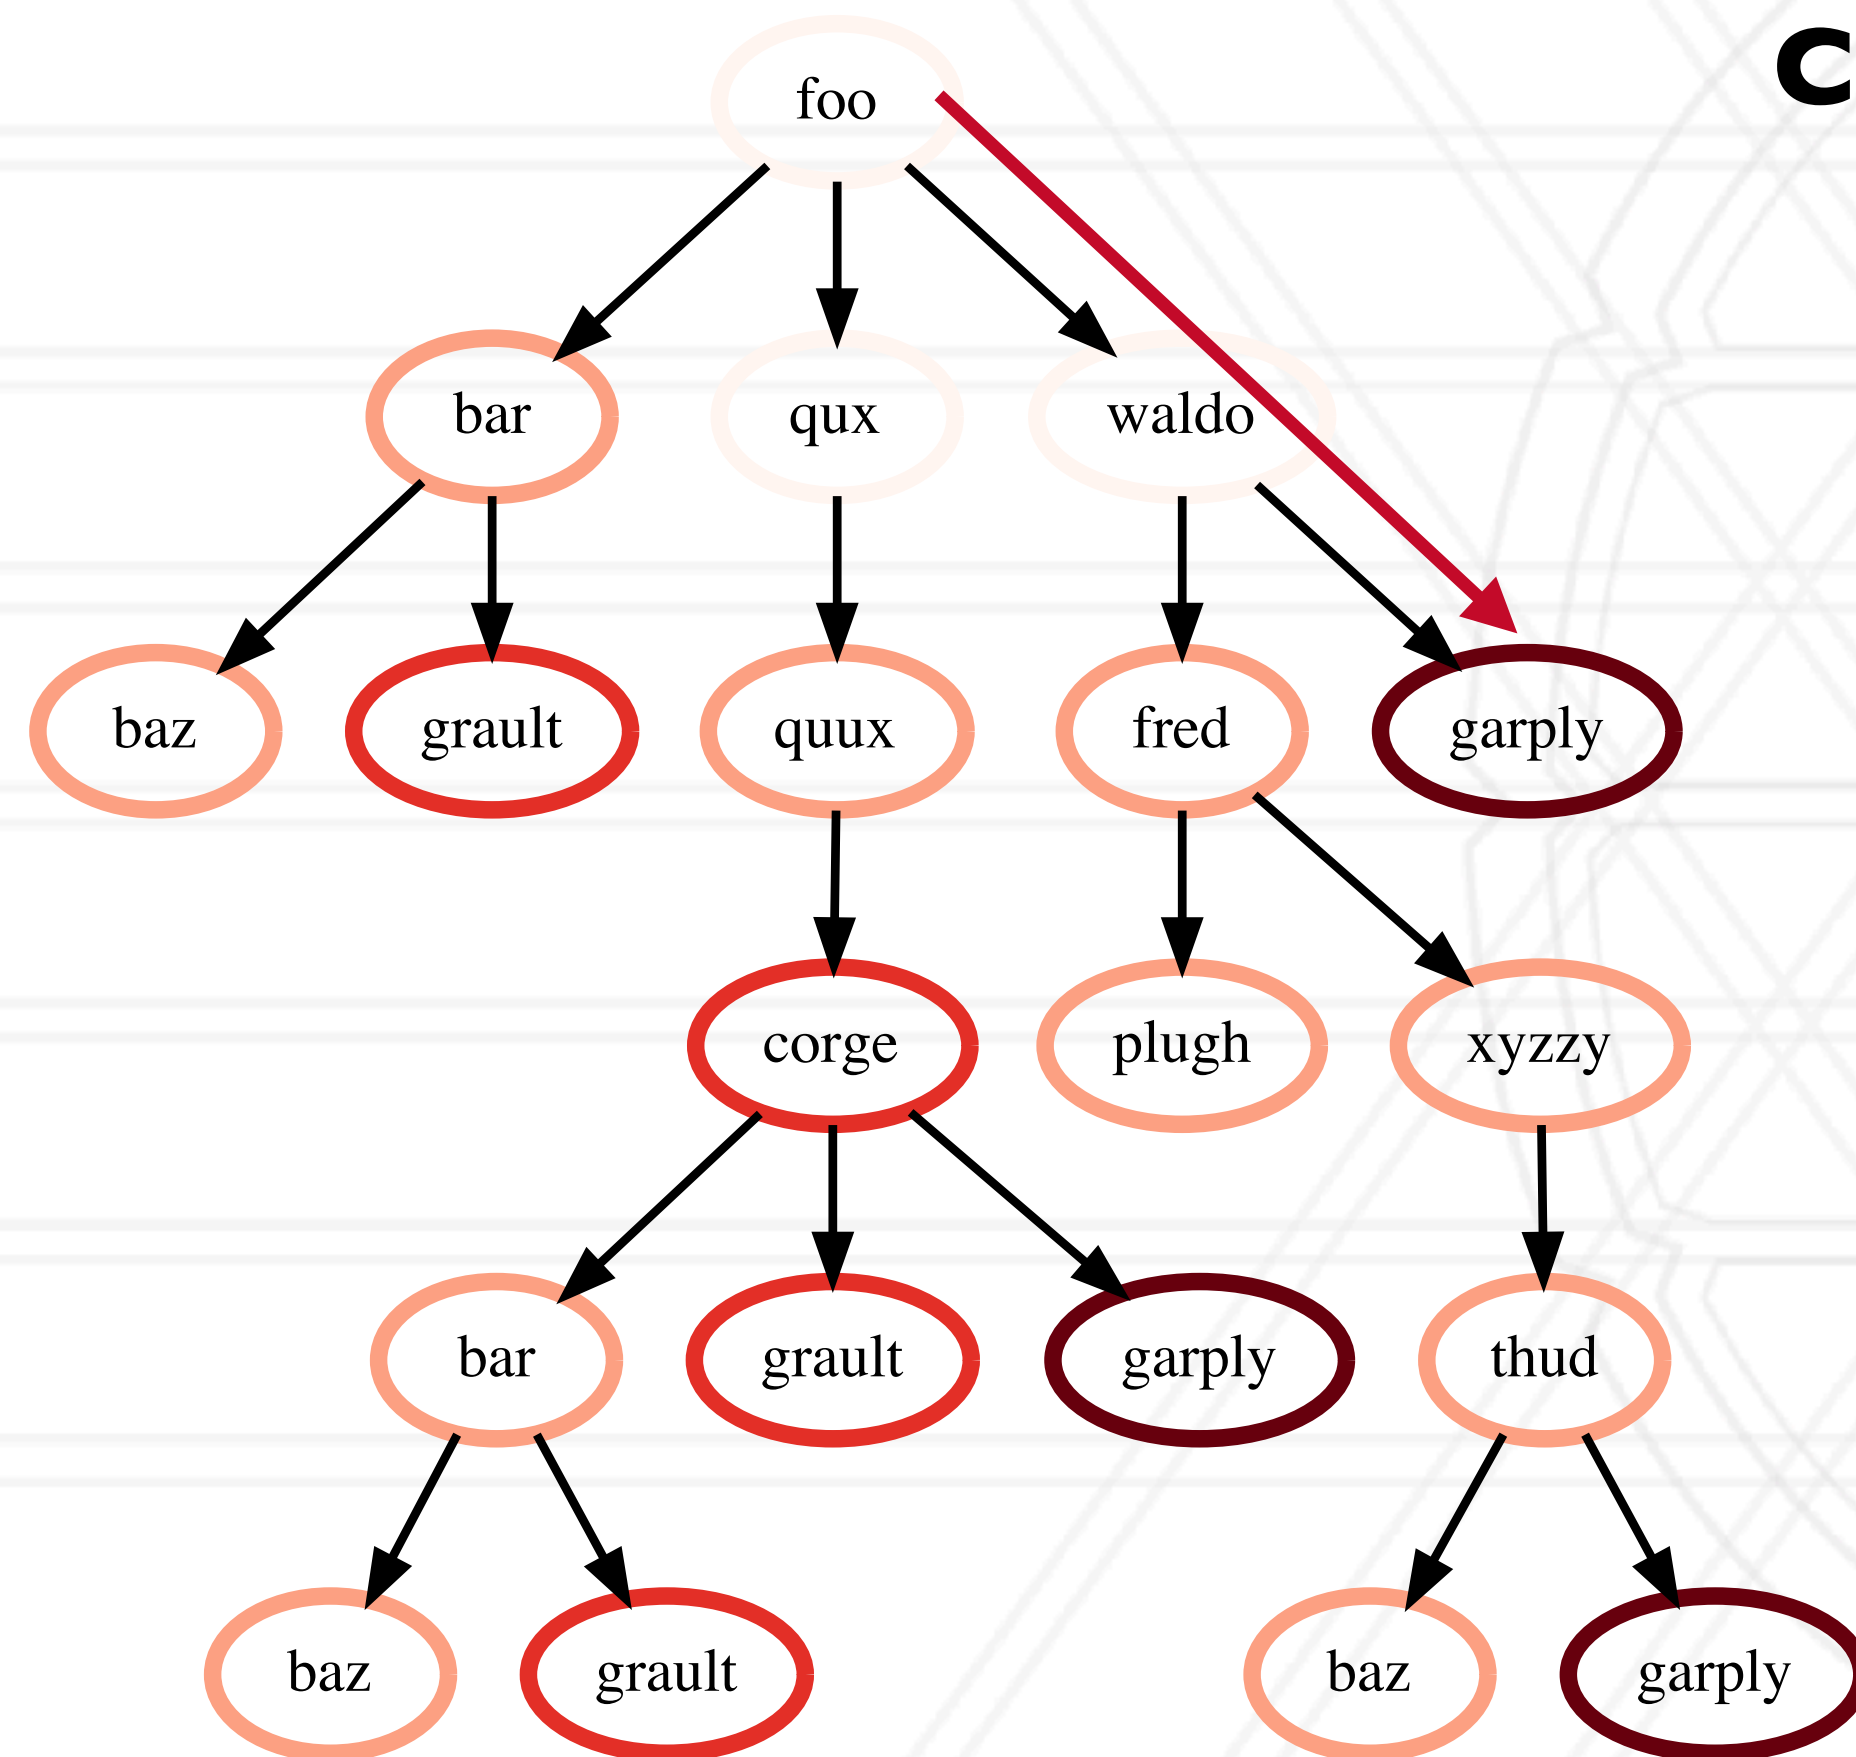 c
foo
bar qux waldo
baz grault quux fred garply
corge plugh xyzzy
bar grault garply thud
baz grault baz garply